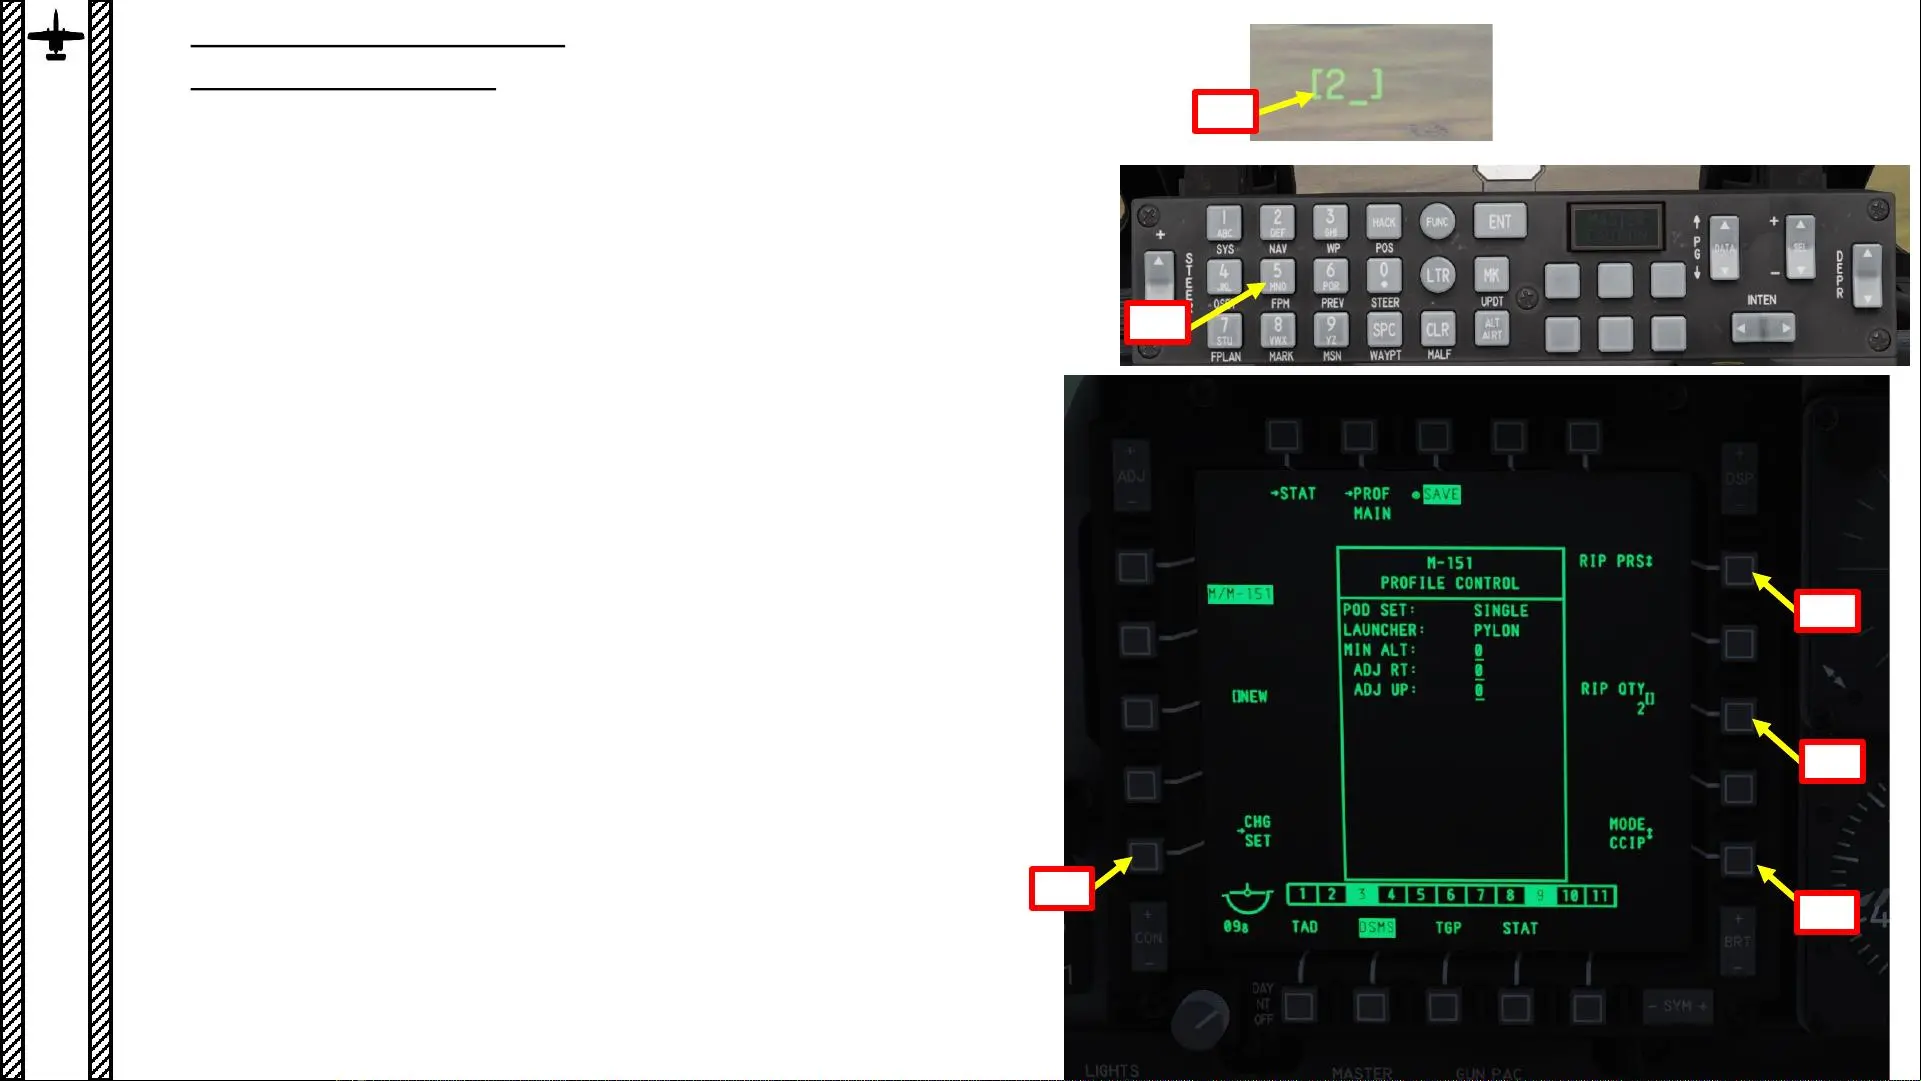 [2_]
1 ABC 2 DEF 3 GHI HACK FUNC ENT
SYS NAV WP POS
4 JKL 5 MNO 6 PQR 0 LTR MK
FPM PREV STEER UPDT
7 STU 8 VWX 9 YZ SPC CLR ALT ALRT
FPLAN MARK MSN WAYPT MALF
+
↑ PG ↓
DATA
+ SEL -
INTEN
DEPR
+ ADJ -
+ DSP -
→STAT →PROF ●SAVE
MAIN
M/M-151
M-151
PROFILE CONTROL
RIP PRS↕
POD SET: SINGLE
LAUNCHER: PYLON
MIN ALT: 0
ADJ RT: 0
ADJ UP: 0
[]NEW
RIP QTY[]
2
→CHG
SET
MODE↕
CCIP
1 2 3 4 5 6 7 8 9 10 11
09s TAD DSMS TGP STAT
+ CON -
+ BRT -
4
1
DAY
NT
OFF
- SYM +
LIGHTS MASTER GUN PAC